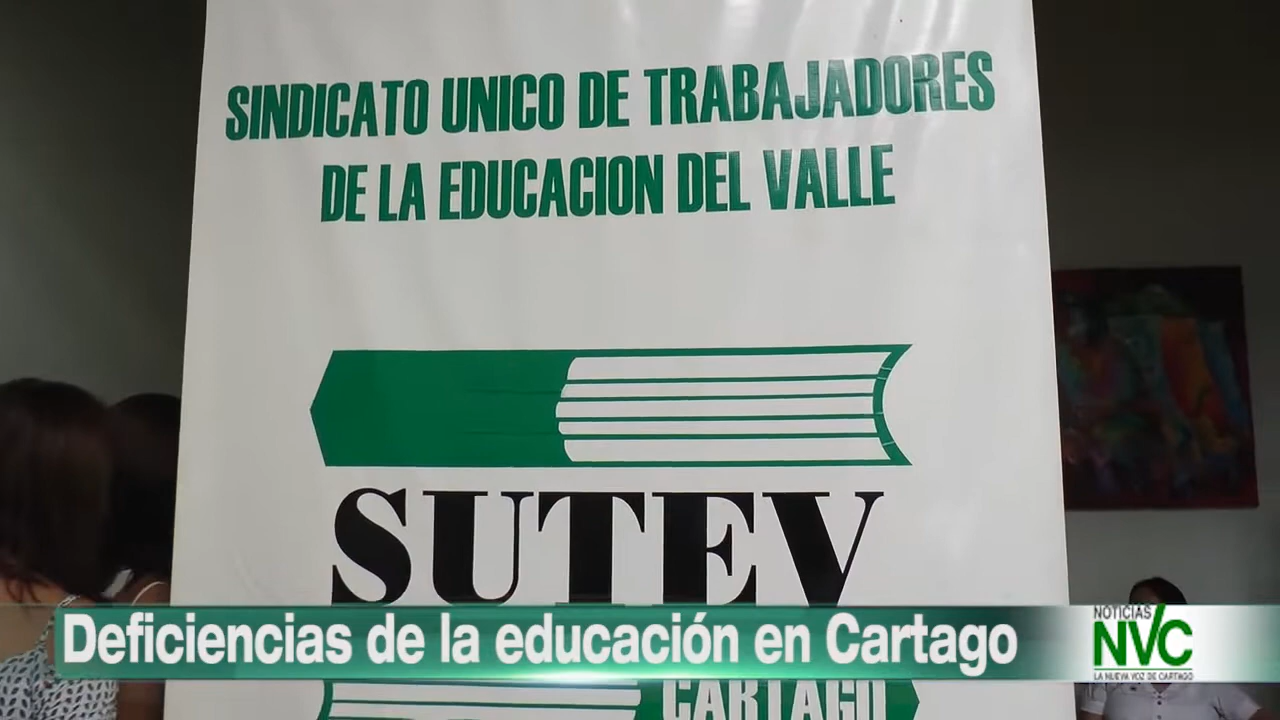 SINDICATO UNICO DE TRABAJADORES
DE LA EDUCACION DEL VALLE
SUTEV
Deficiencias de la educación en Cartago
NOTICIAS
NVC
LA NUEVA VOZ DE CARTAGO
CARTAGO